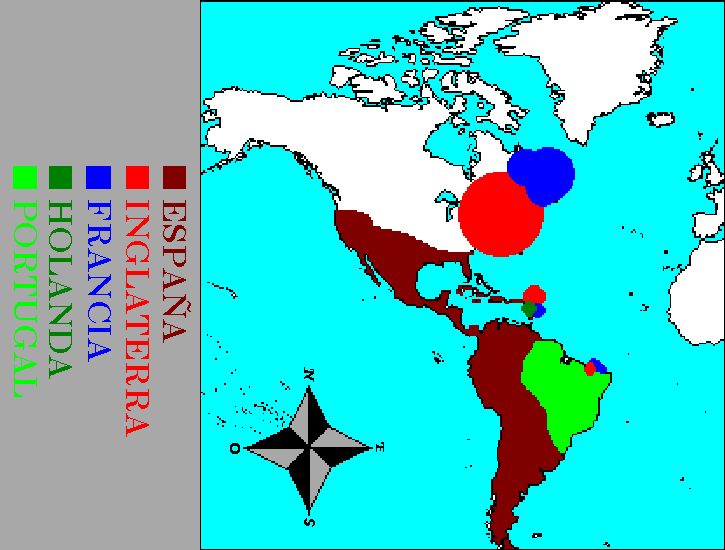 ESPAÑA
INGLATERRA
FRANCIA
HOLANDA
PORTUGAL
N
E
O
S